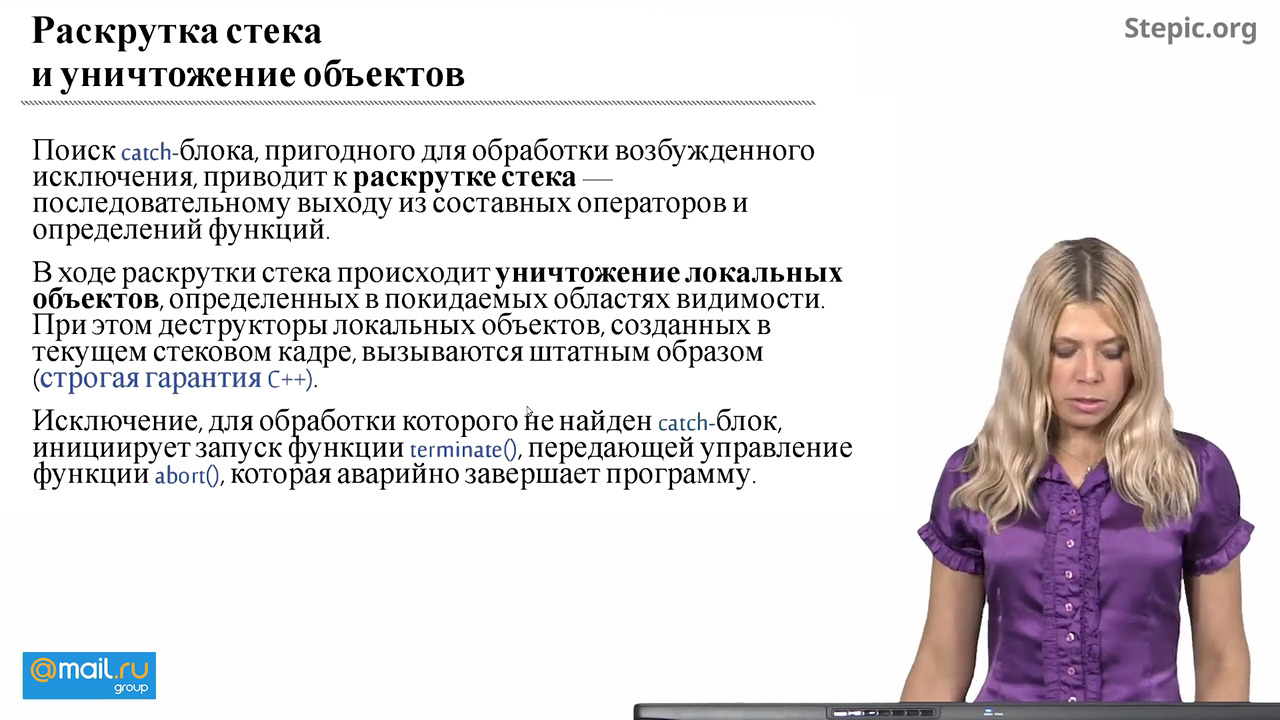 Раскрутка стека
и уничтожение объектов
Stepic.org
Поиск catch-блока, пригодного для обработки возбужденного
исключения, приводит к раскрутке стека —
последовательному выходу из составных операторов и
определений функций.
В ходе раскрутки стека происходит уничтожение локальных
объектов, определенных в покидаемых областях видимости.
При этом деструкторы локальных объектов, созданных в
текущем стековом кадре, вызываются штатным образом
(строгая гарантия C++).
Исключение, для обработки которого не найден catch-блок,
инициирует запуск функции terminate(), передающей управление
функции abort(), которая аварийно завершает программу.
@mail.ru
group